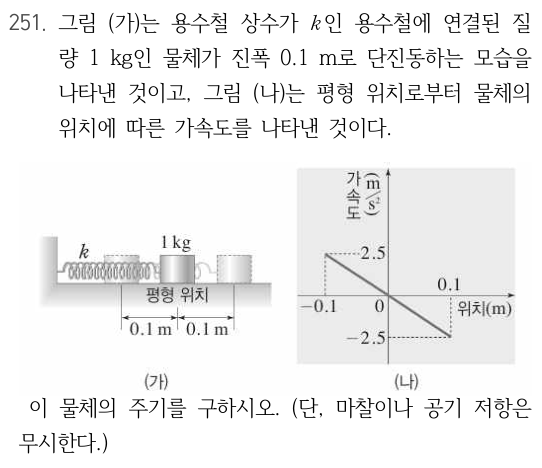 251. 그림 (가)는 용수철 상수가 k인 용수철에 연결된 질
량 1 kg인 물체가 진폭 0.1 m로 단진동하는 모습을
나타낸 것이고, 그림 (나)는 평형 위치로부터 물체의
위치에 따른 가속도를 나타낸 것이다.
k
1 kg
평형 위치
0.1 m 0.1 m
(가)
가속도(m/s²)
2.5
0.1
-0.1 0 위치(m)
-2.5
(나)
이 물체의 주기를 구하시오. (단, 마찰이나 공기 저항은
무시한다.)